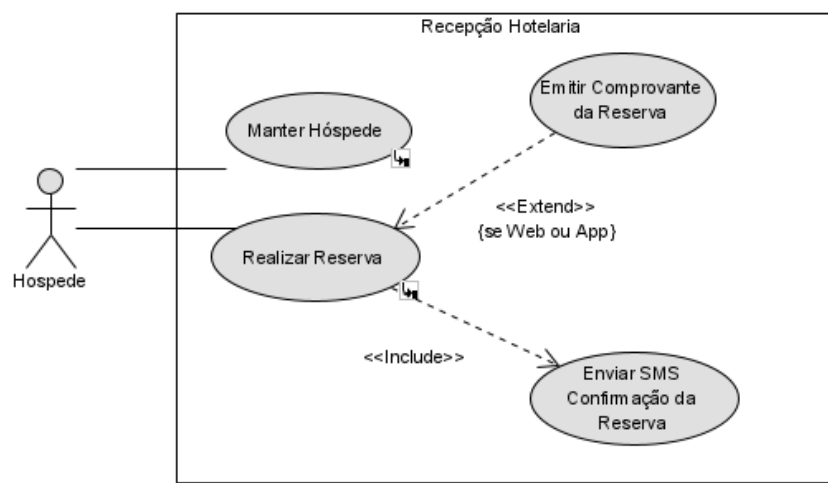 Recepção Hotelaria
Emitir Comprovante
da Reserva
Manter Hóspede
<<Extend>>
{se Web ou App}
Realizar Reserva
Hospede
<<Include>>
Enviar SMS
Confirmação da
Reserva